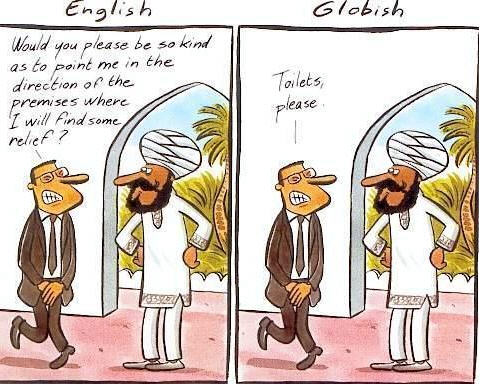 English
Would you please be so kind
as to point me in the
direction of the
premises where
I will find some
relief?
Globish
Toilets,
please.